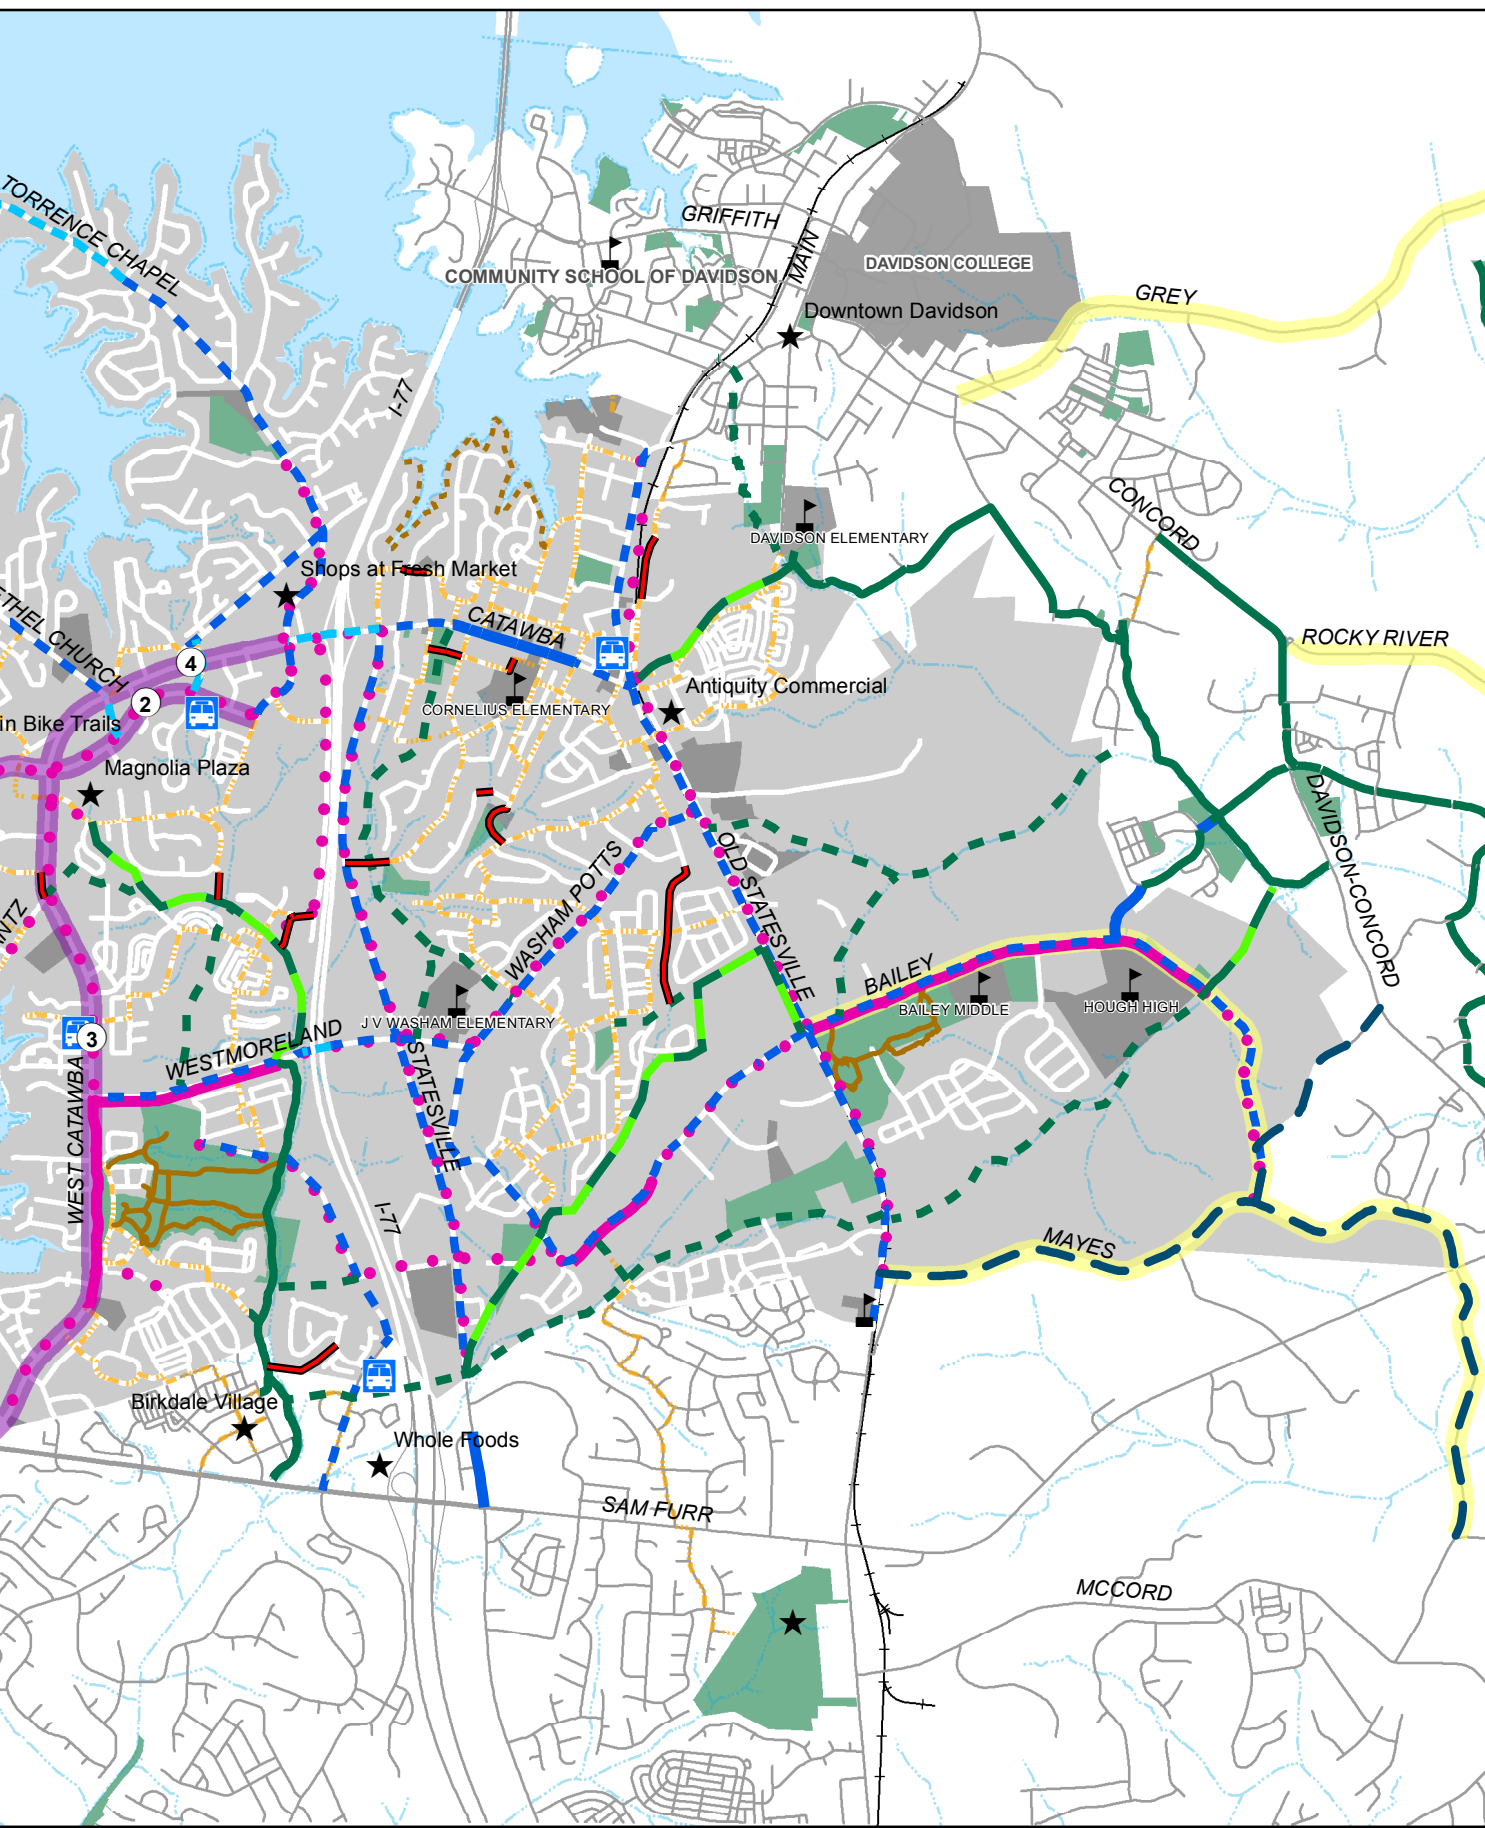 TORRENCE CHAPEL
GRIFFITH
MAIN
COMMUNITY SCHOOL OF DAVIDSON
DAVIDSON COLLEGE
GREY
Downtown Davidson
I-77
CONCORD
DAVIDSON ELEMENTARY
Shops at Fresh Market
CATAWBA
ETHEL CHURCH
ROCKY RIVER
4
2
Antiquity Commercial
CORNELIUS ELEMENTARY
in Bike Trails
Magnolia Plaza
DAVIDSON-CONCORD
OLD STATESVILLE
WASHAM POTTS
NTZ
BAILEY
BAILEY MIDDLE
HOUGH HIGH
J V WASHAM ELEMENTARY
3
WESTMORELAND
STATESVILLE
WEST CATAWBA
I-77
MAYES
Birkdale Village
Whole Foods
SAM FURR
MCCORD